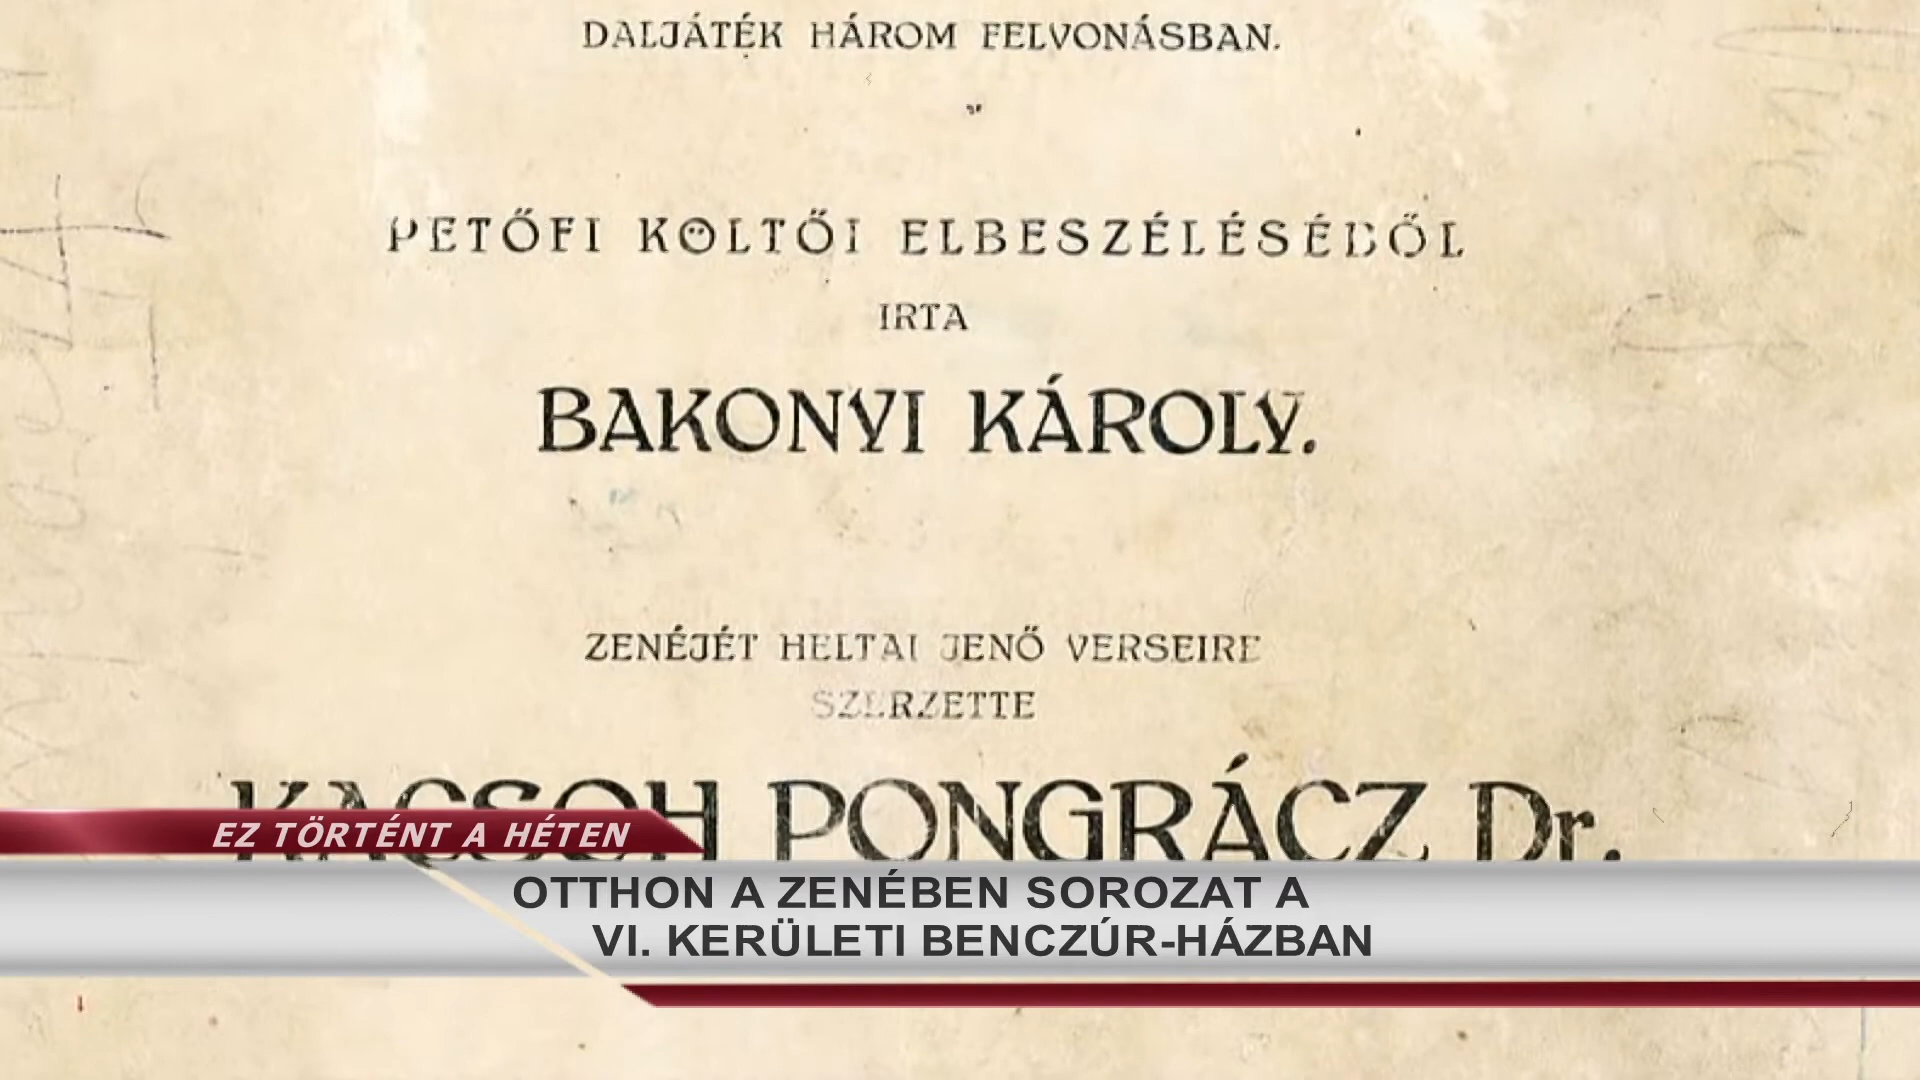 DALJÁTÉK HÁROM FELVONÁSBAN.
PETŐFI KÖLTŐI ELBESZÉLÉSÉBŐL
IRTA
BAKONYI KÁROLY.
ZENÉJÉT HELTAI JENŐ VERSEIRE
SZERZETTE
KACSOH PONGRÁCZ Dr.
EZ TÖRTÉNT A HÉTEN
OTTHON A ZENÉBEN SOROZAT A
VI. KERÜLETI BENCZÚR-HÁZBAN